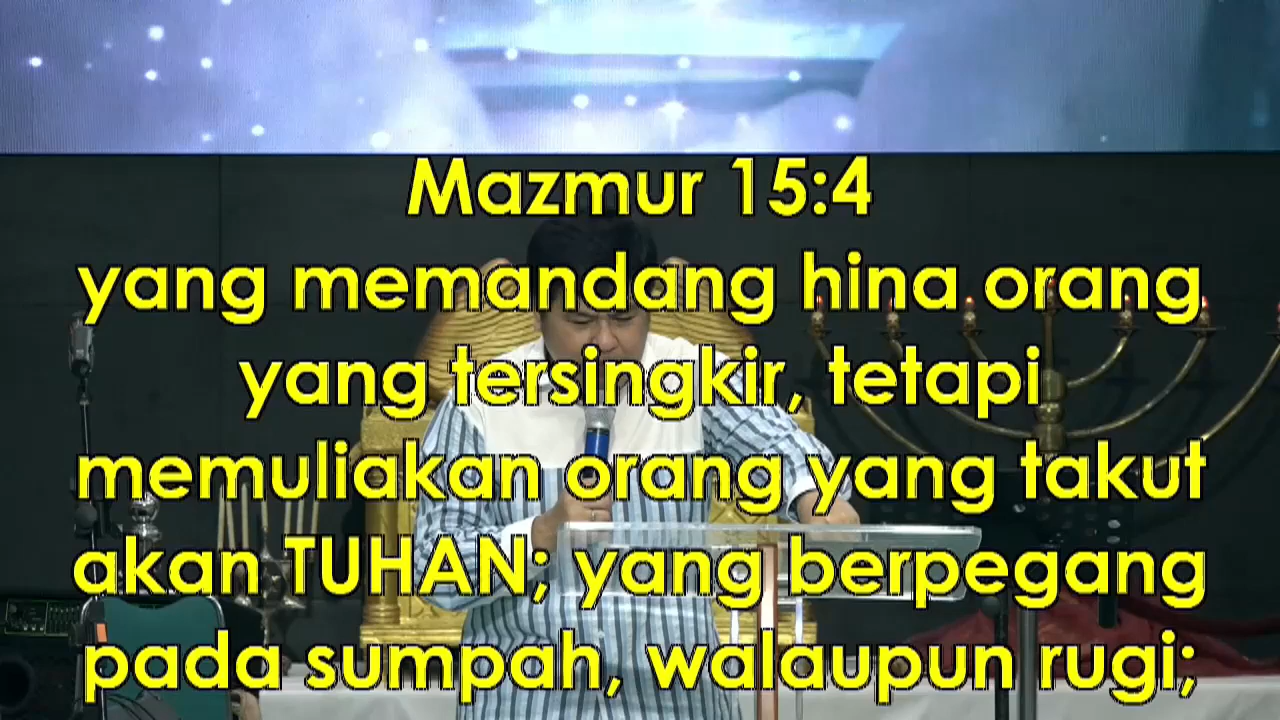 Mazmur 15:4
yang memandang hina orang
yang tersingkir, tetapi
memuliakan orang yang takut
akan TUHAN; yang berpegang
pada sumpah, walaupun rugi;